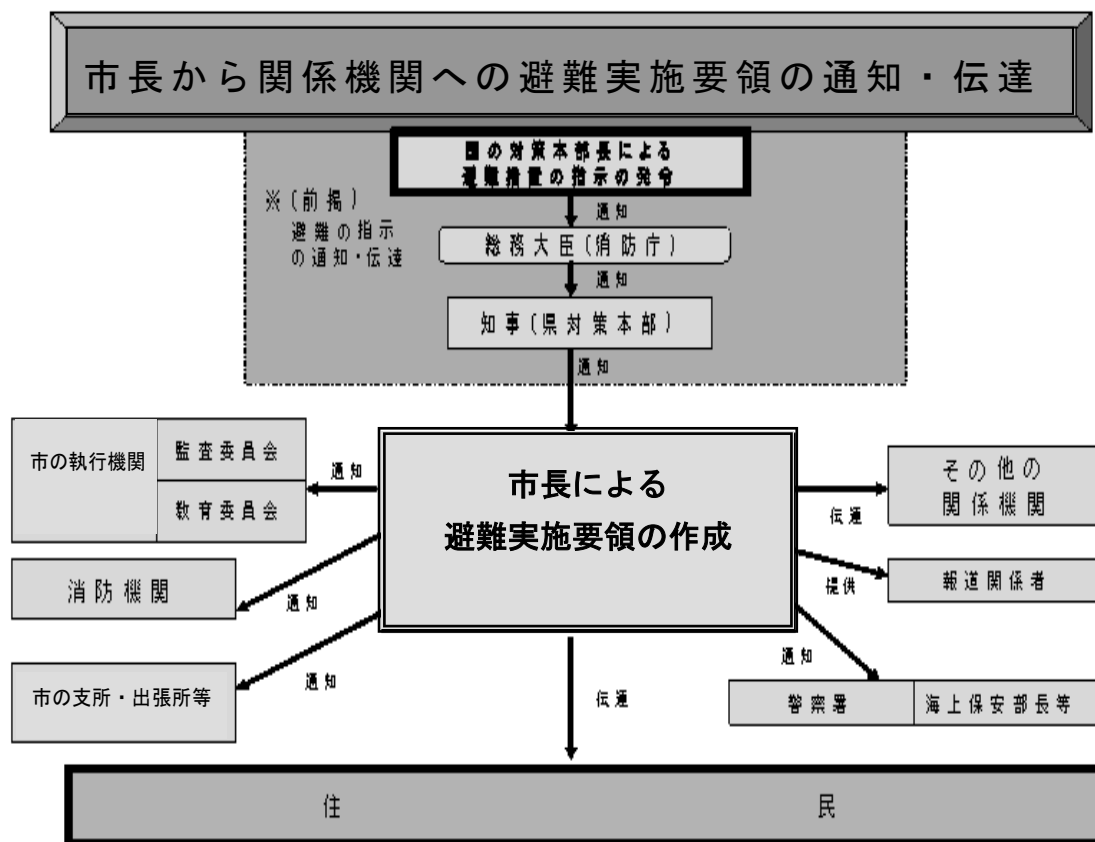 市長から関係機関への避難実施要領の通知・伝達
国の対策本部長による
避難措置の指示の発令
※(前掲)
避難の指示
の通知・伝達
通知
総務大臣(消防庁)
通知
知事(県対策本部)
通知
市の執行機関
監査委員会
教育委員会
通知
市長による
避難実施要領の作成
その他の
関係機関
伝達
消防機関
通知
報道関係者
提供
市の支所・出張所等
通知
伝達
通知
警察署
海上保安部長等
住民